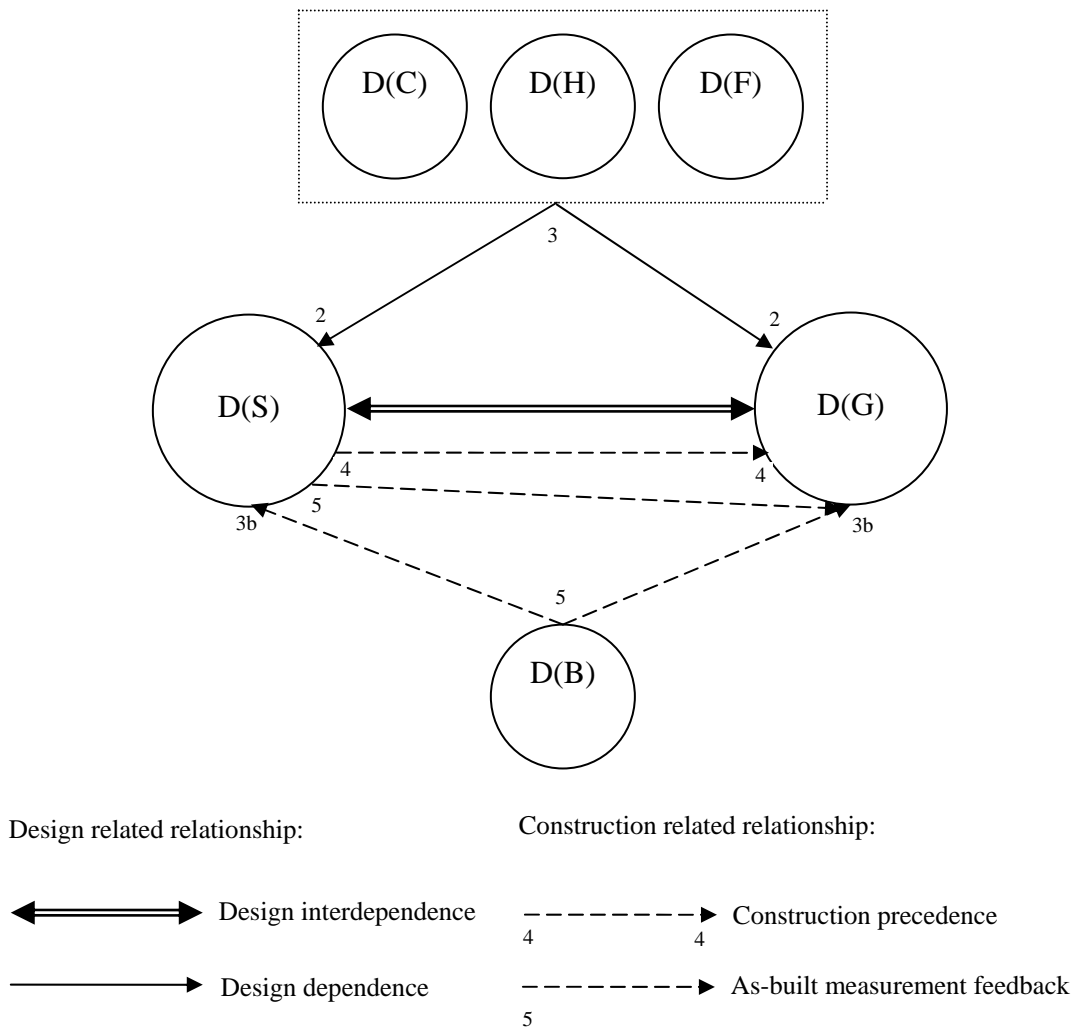 D(C) D(H) D(F)
3
2 2
D(S) D(G)
4 4
5
3b 3b
5
D(B)
Design related relationship: Construction related relationship:
Design interdependence Construction precedence
4 4
Design dependence As-built measurement feedback
5